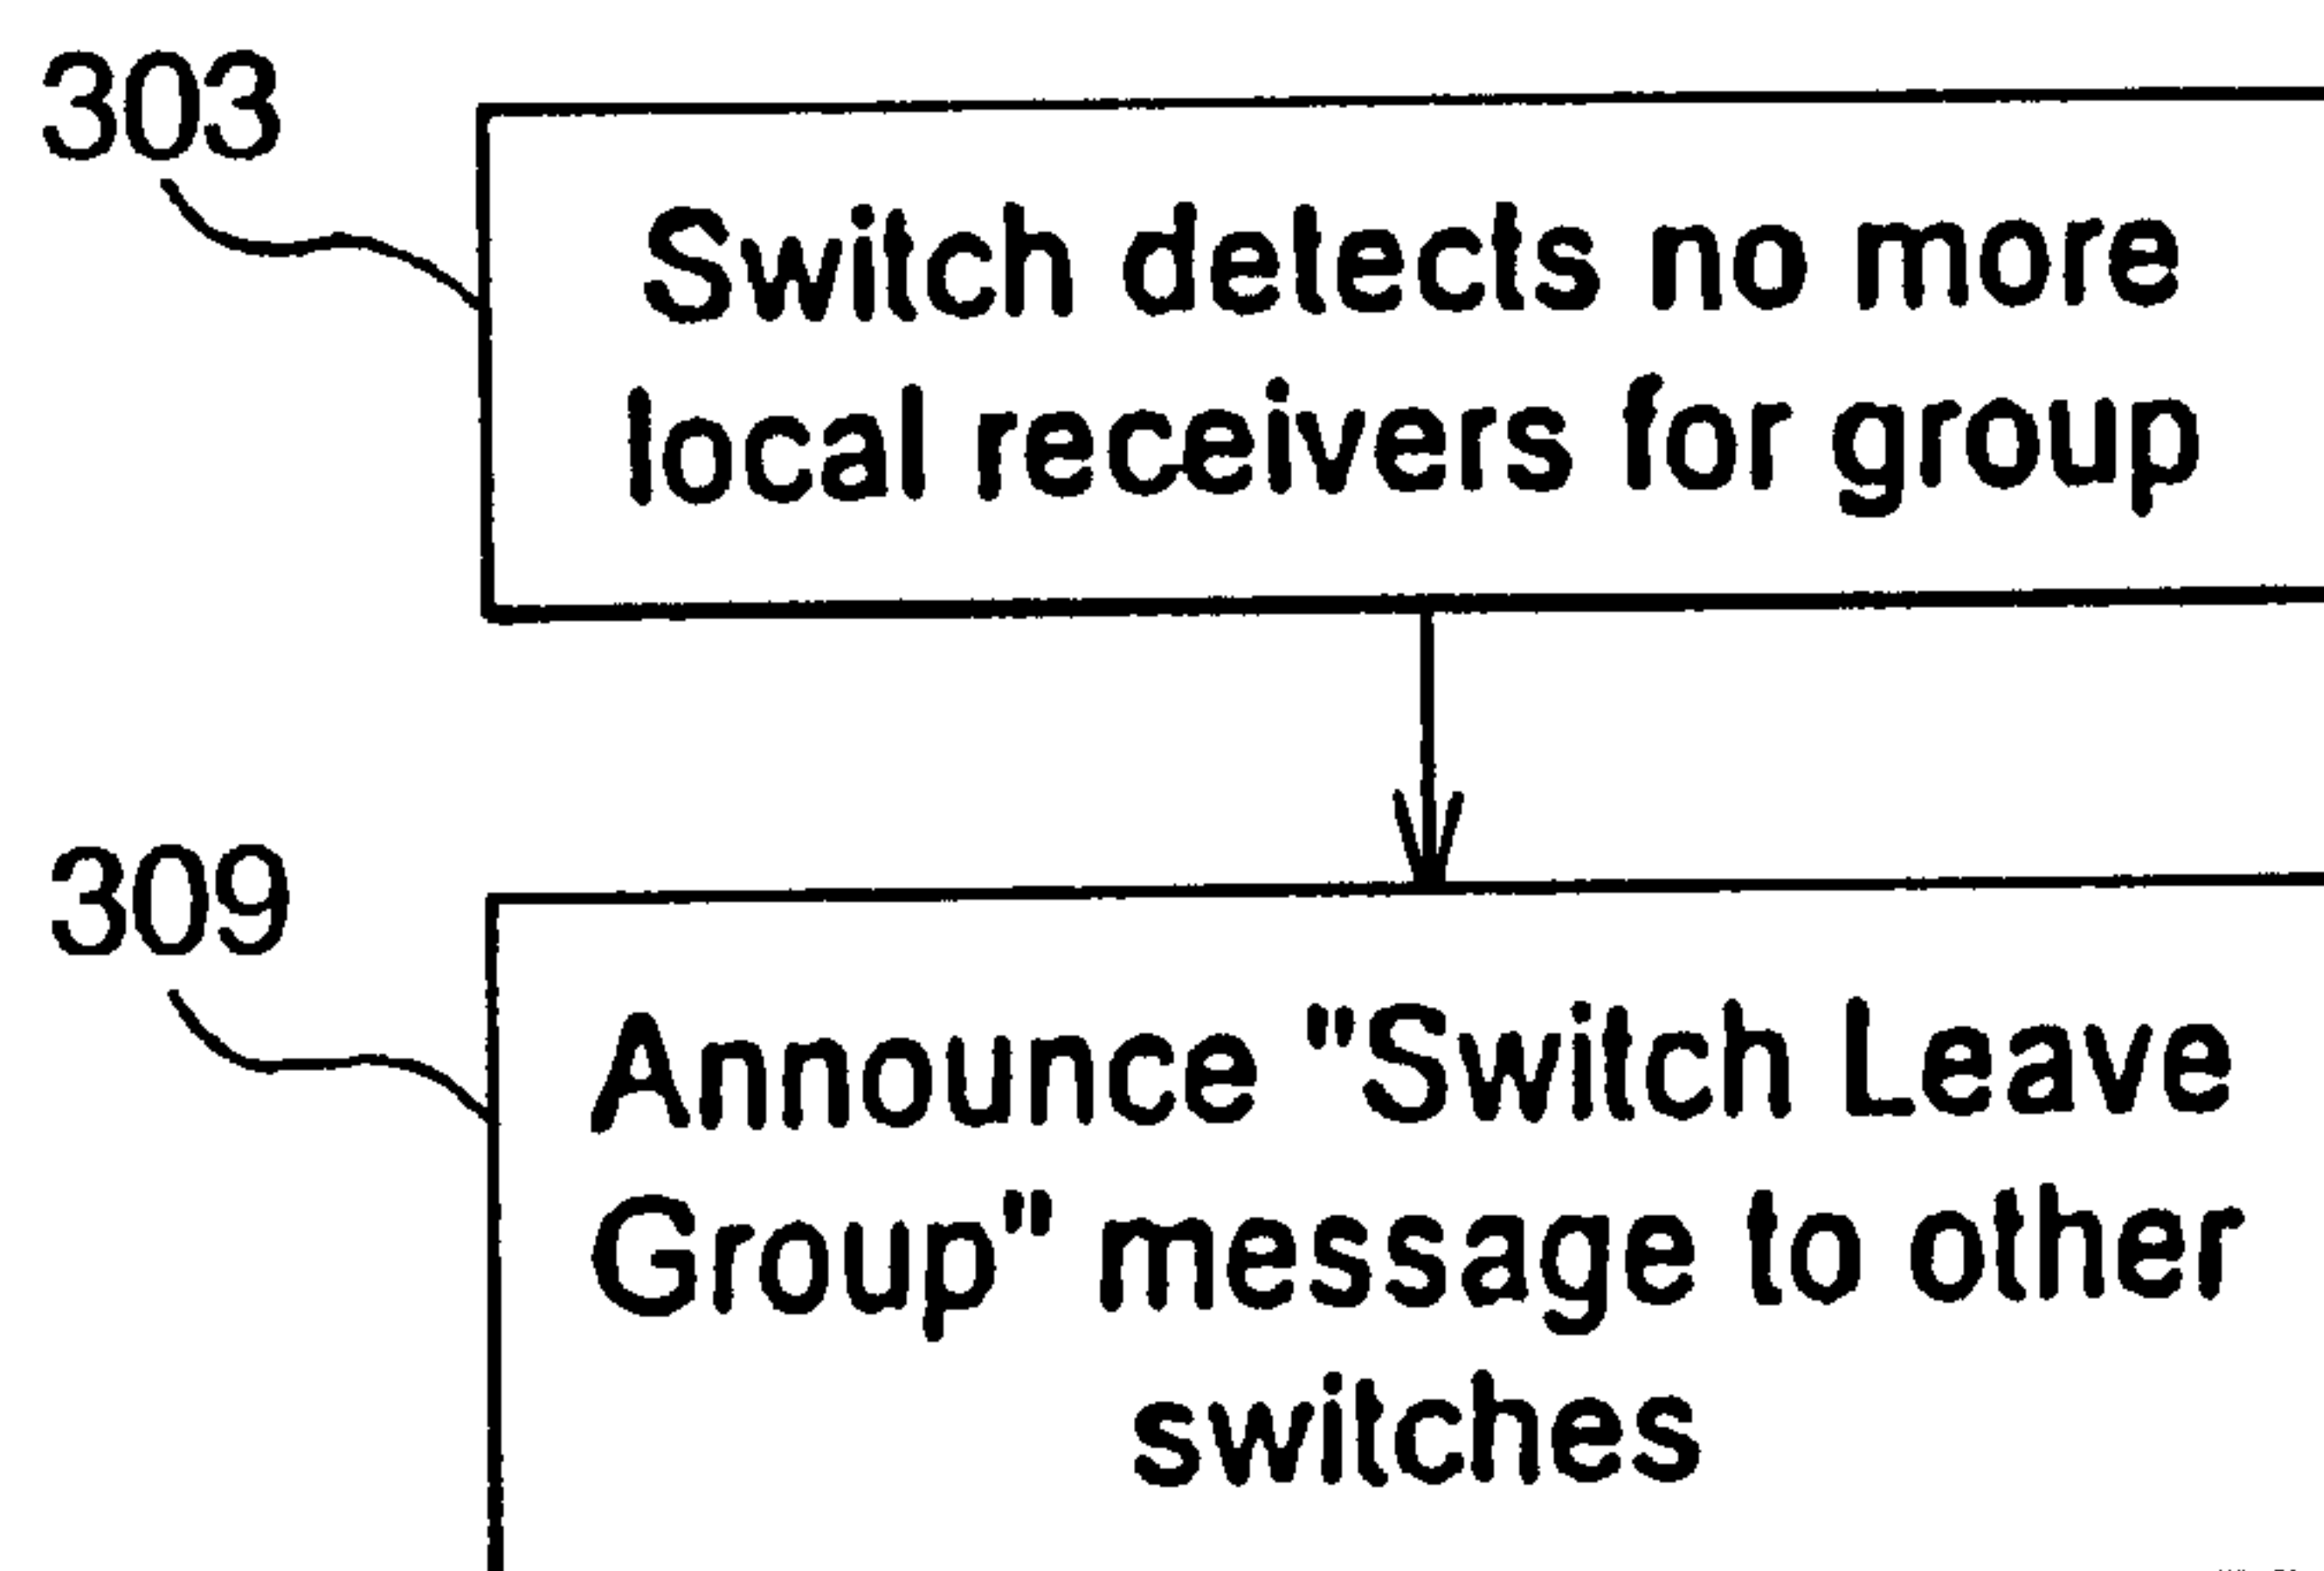 303
Switch detects no more
local receivers for group
309
Announce "Switch Leave
Group" message to other
switches